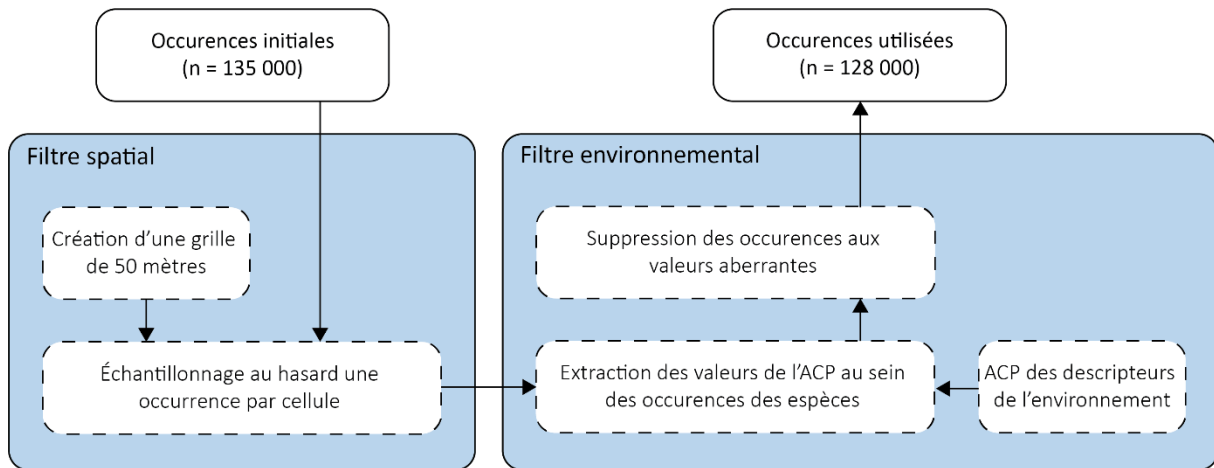 Occurences initiales
(n = 135 000)
Occurences utilisées
(n = 128 000)
Filtre spatial
Création d'une grille
de 50 mètres
Échantillonnage au hasard une
occurrence par cellule
Filtre environnemental
Suppression des occurences aux
valeurs aberrantes
Extraction des valeurs de l'ACP au sein
des occurences des espèces
ACP des descripteurs
de l'environnement